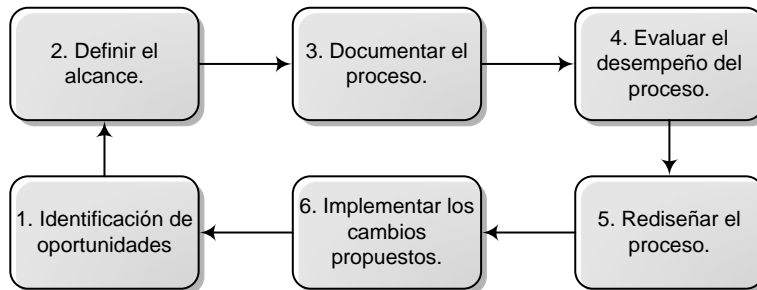 2. Definir el
alcance.
3. Documentar el
proceso.
4. Evaluar el
desempeño del
proceso.
1. Identificación de
oportunidades
6. Implementar los
cambios
propuestos.
5. Rediseñar el
proceso.